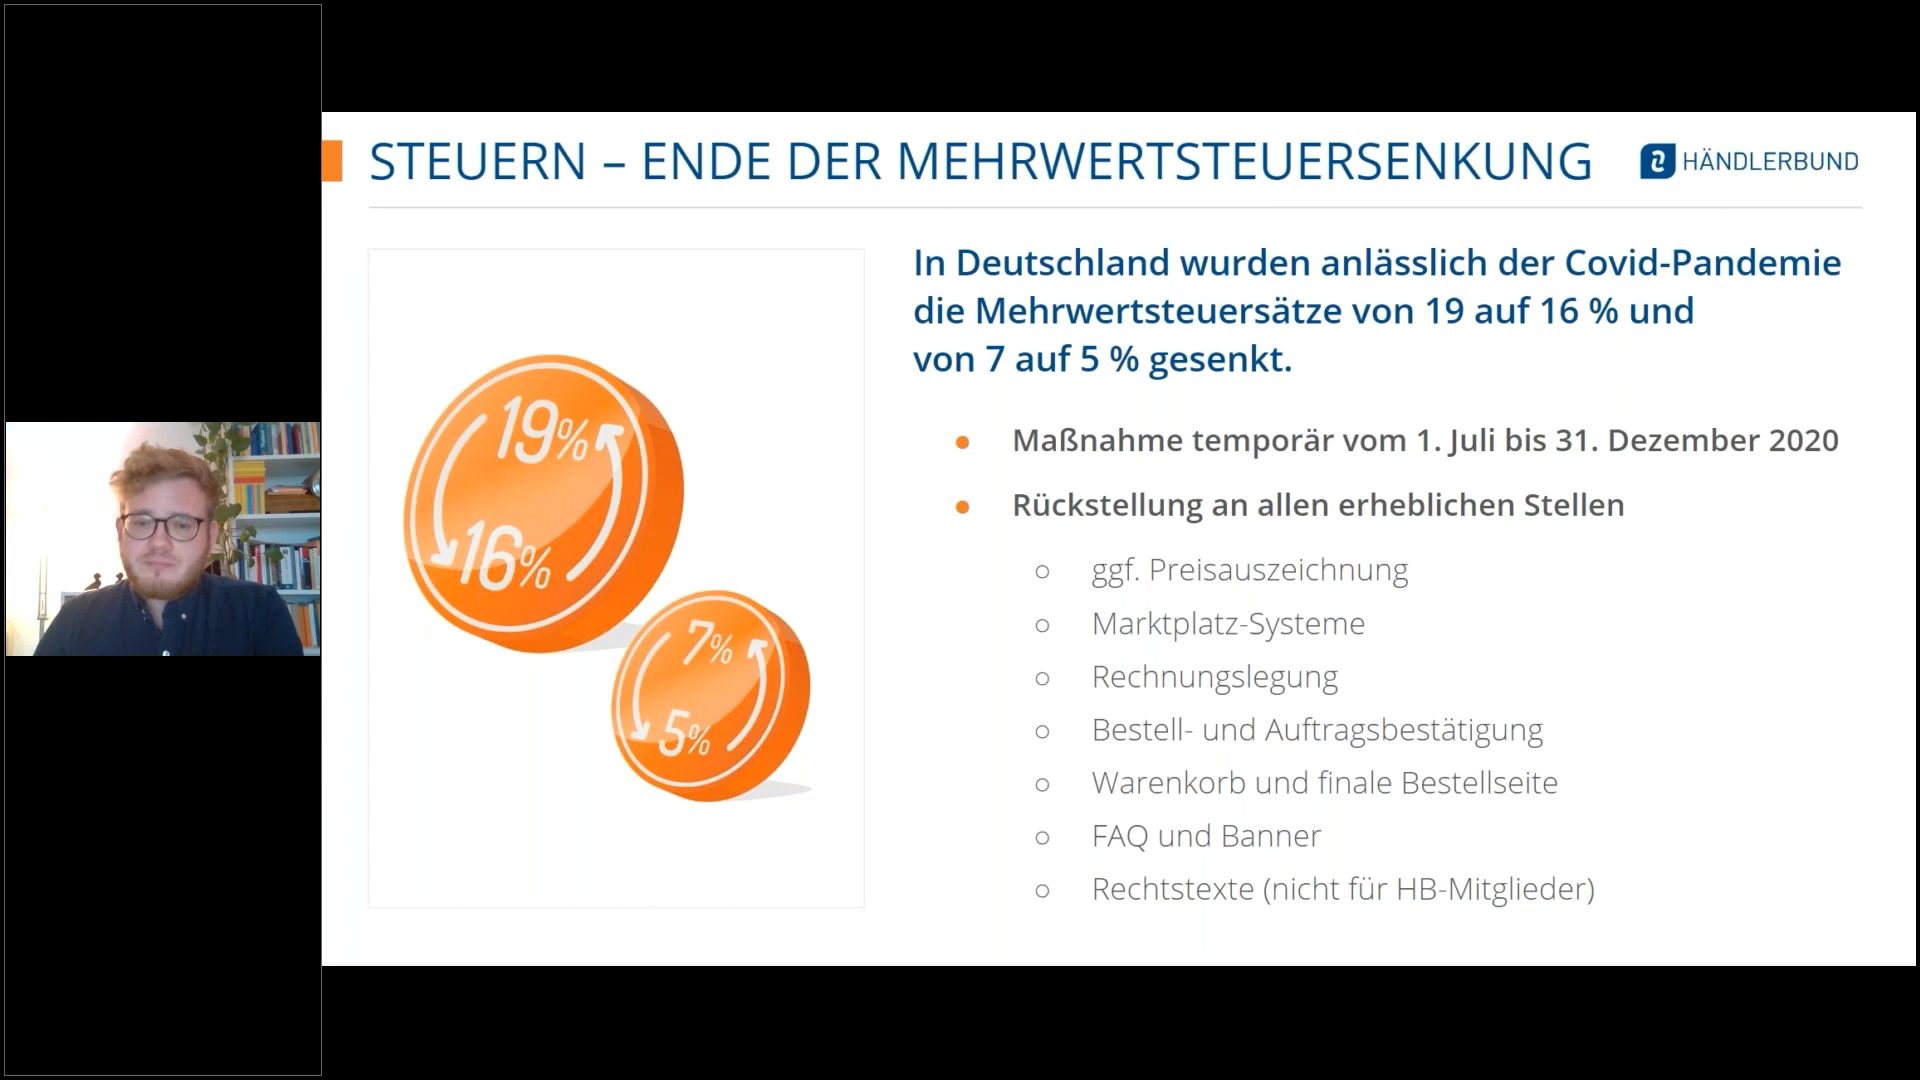 STEUERN – ENDE DER MEHRWERTSTEUERSENKUNG
HÄNDLERBUND
In Deutschland wurden anlässlich der Covid-Pandemie
die Mehrwertsteuersätze von 19 auf 16 % und
von 7 auf 5 % gesenkt.
19%
16%
7%
5%
• Maßnahme temporär vom 1. Juli bis 31. Dezember 2020
• Rückstellung an allen erheblichen Stellen
○ ggf. Preisauszeichnung
○ Marktplatz-Systeme
○ Rechnungslegung
○ Bestell- und Auftragsbestätigung
○ Warenkorb und finale Bestellseite
○ FAQ und Banner
○ Rechtstexte (nicht für HB-Mitglieder)